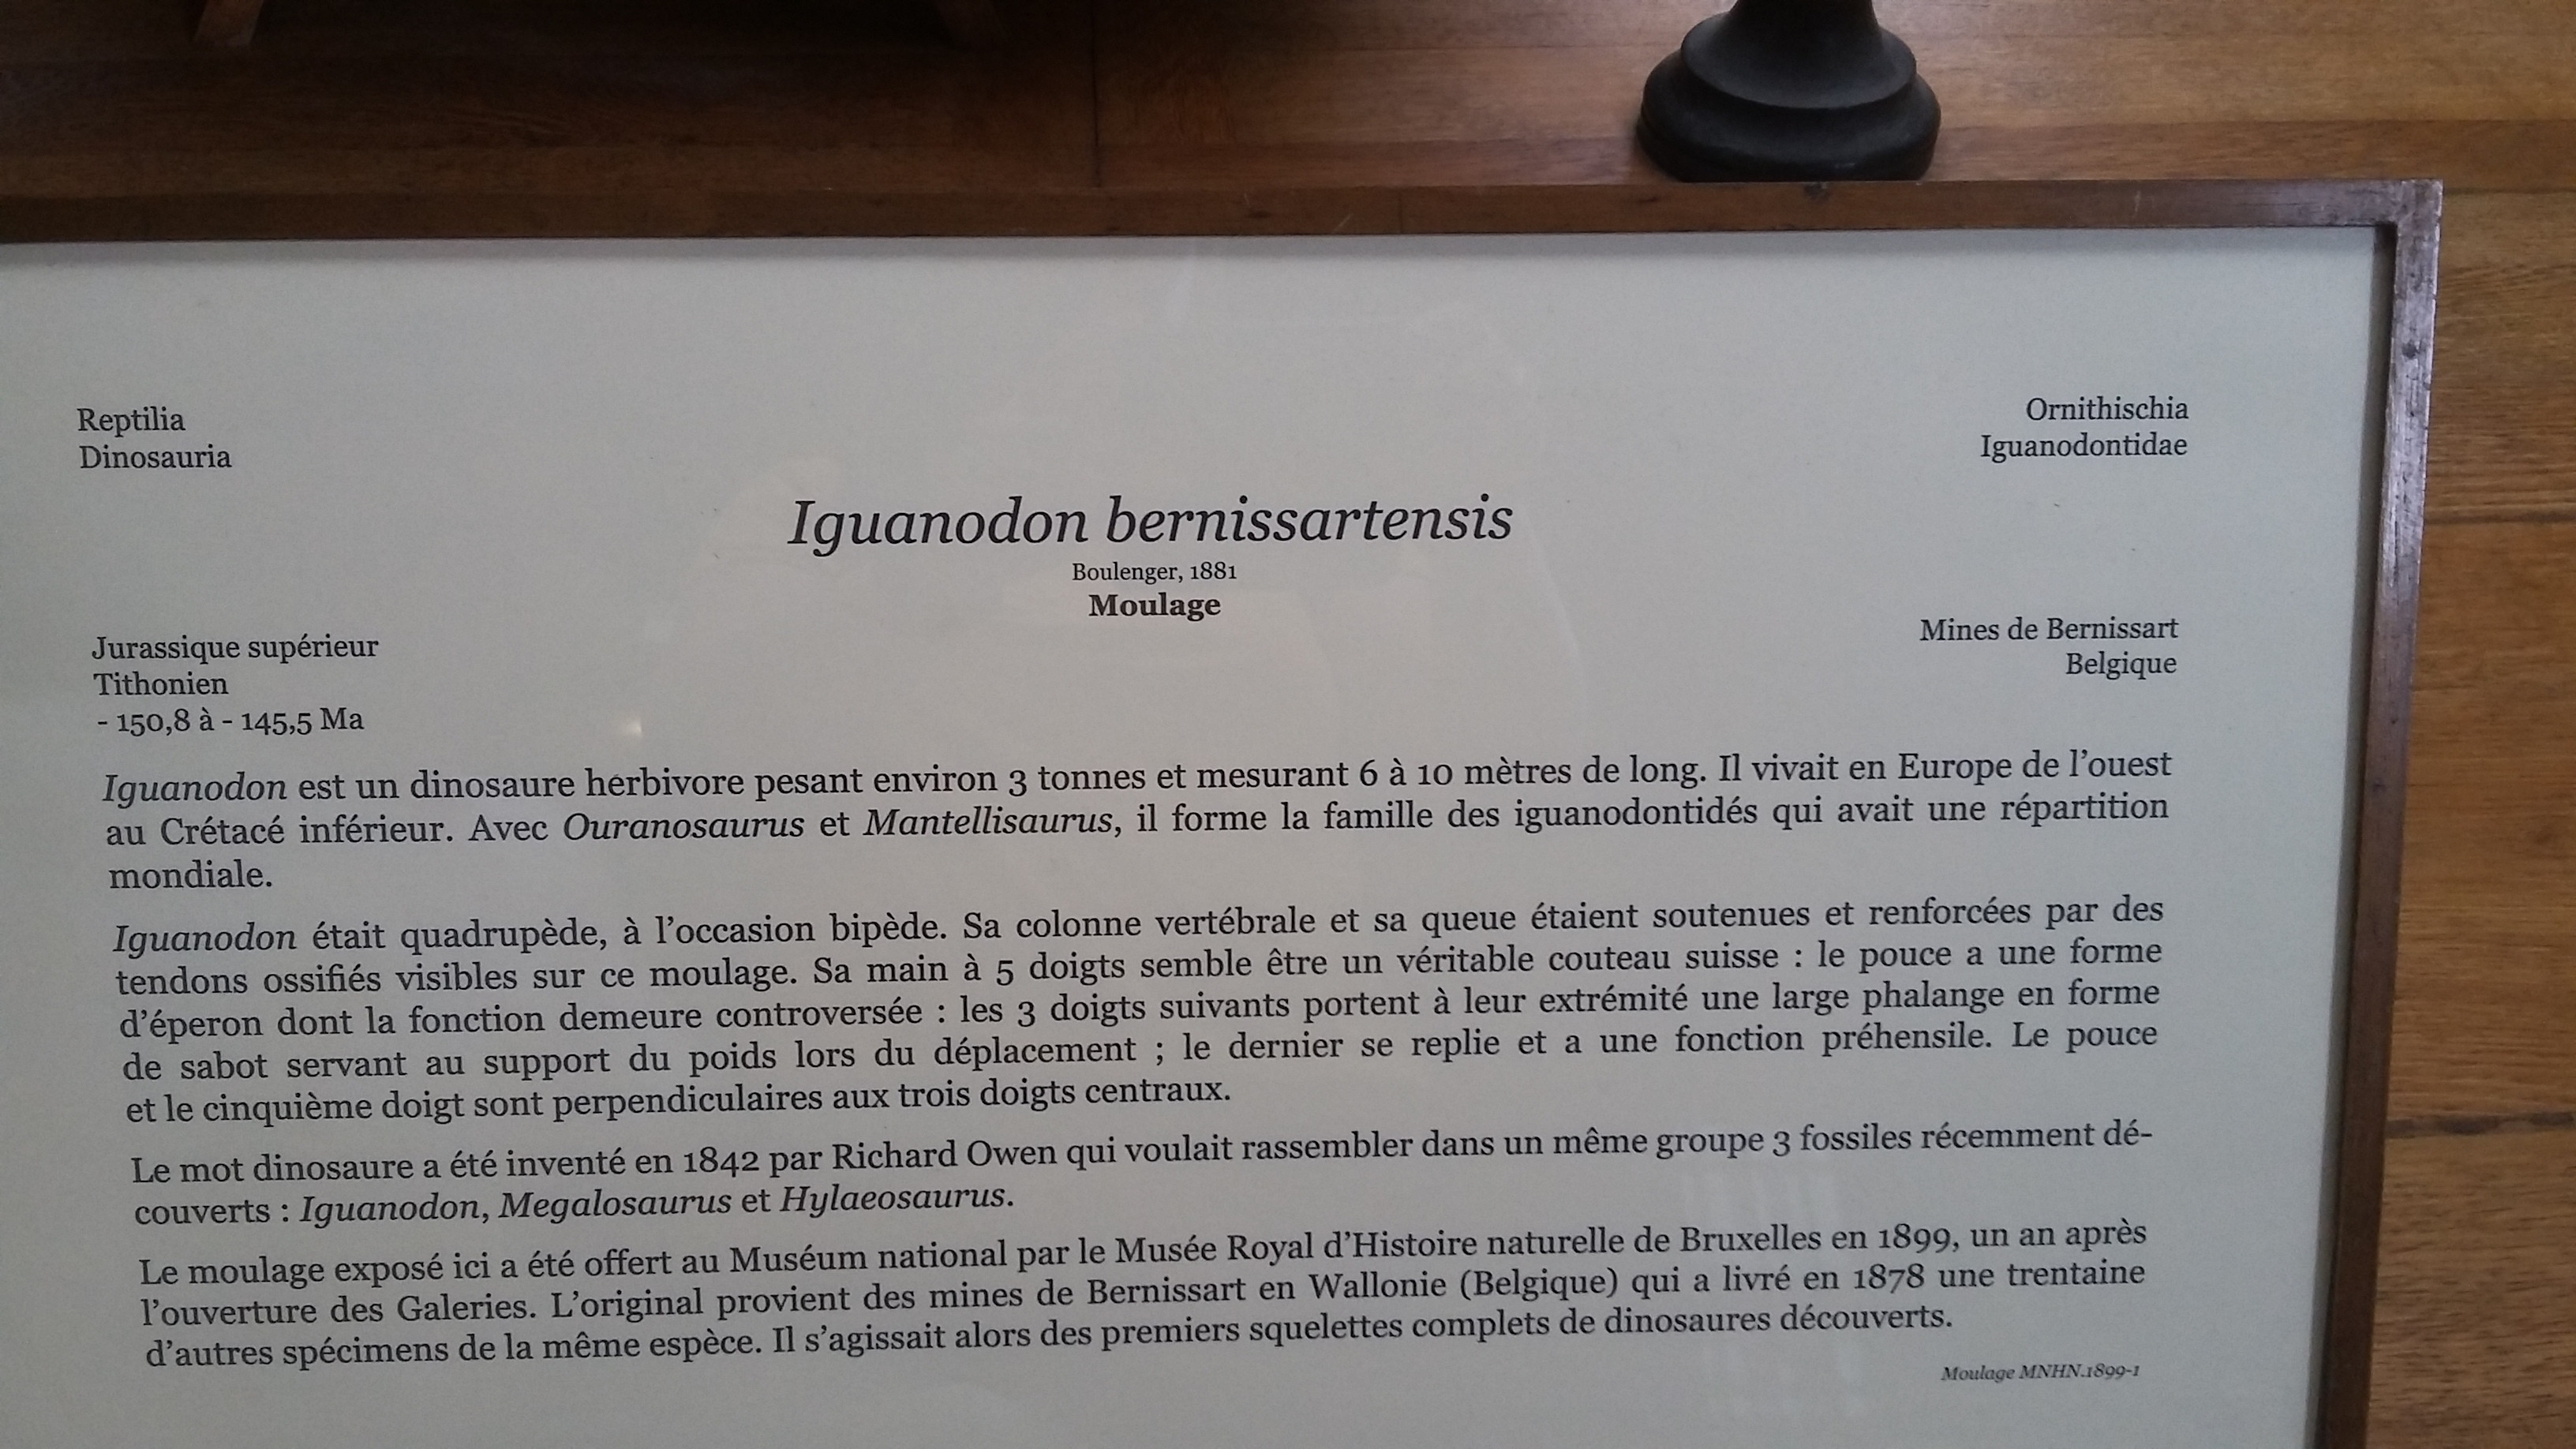 Reptilia
Dinosauria
Ornithischia
Iguanodontidae
Iguanodon bernissartensis
Boulenger, 1881
Moulage
Jurassique supérieur
Tithonien
- 150,8 à - 145,5 Ma
Mines de Bernissart
Belgique
Iguanodon est un dinosaure herbivore pesant environ 3 tonnes et mesurant 6 à 10 mètres de long. Il vivait en Europe de l'ouest
au Crétacé inférieur. Avec Ouranosaurus et Mantellisaurus, il forme la famille des iguanodontidés qui avait une répartition
mondiale.
Iguanodon était quadrupède, à l'occasion bipède. Sa colonne vertébrale et sa queue étaient soutenues et renforcées par des
tendons ossifiés visibles sur ce moulage. Sa main à 5 doigts semble être un véritable couteau suisse : le pouce a une forme
d'éperon dont la fonction demeure controversée : les 3 doigts suivants portent à leur extrémité une large phalange en forme
de sabot servant au support du poids lors du déplacement ; le dernier se replie et a une fonction préhensile. Le pouce
et le cinquième doigt sont perpendiculaires aux trois doigts centraux.
Le mot dinosaure a été inventé en 1842 par Richard Owen qui voulait rassembler dans un même groupe 3 fossiles récemment dé-
couverts : Iguanodon, Megalosaurus et Hylaeosaurus.
Le moulage exposé ici a été offert au Muséum national par le Musée Royal d'Histoire naturelle de Bruxelles en 1899, un an après
l'ouverture des Galeries. L'original provient des mines de Bernissart en Wallonie (Belgique) qui a livré en 1878 une trentaine
d'autres spécimens de la même espèce. Il s'agissait alors des premiers squelettes complets de dinosaures découverts.
Moulage MNHN.1899-1